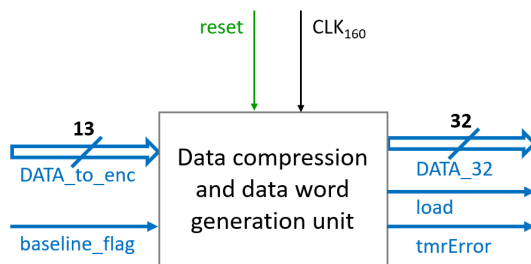 reset
CLK₁₆₀
13
DATA_to_enc
baseline_flag
Data compression
and data word
generation unit
32
DATA_32
load
tmrError